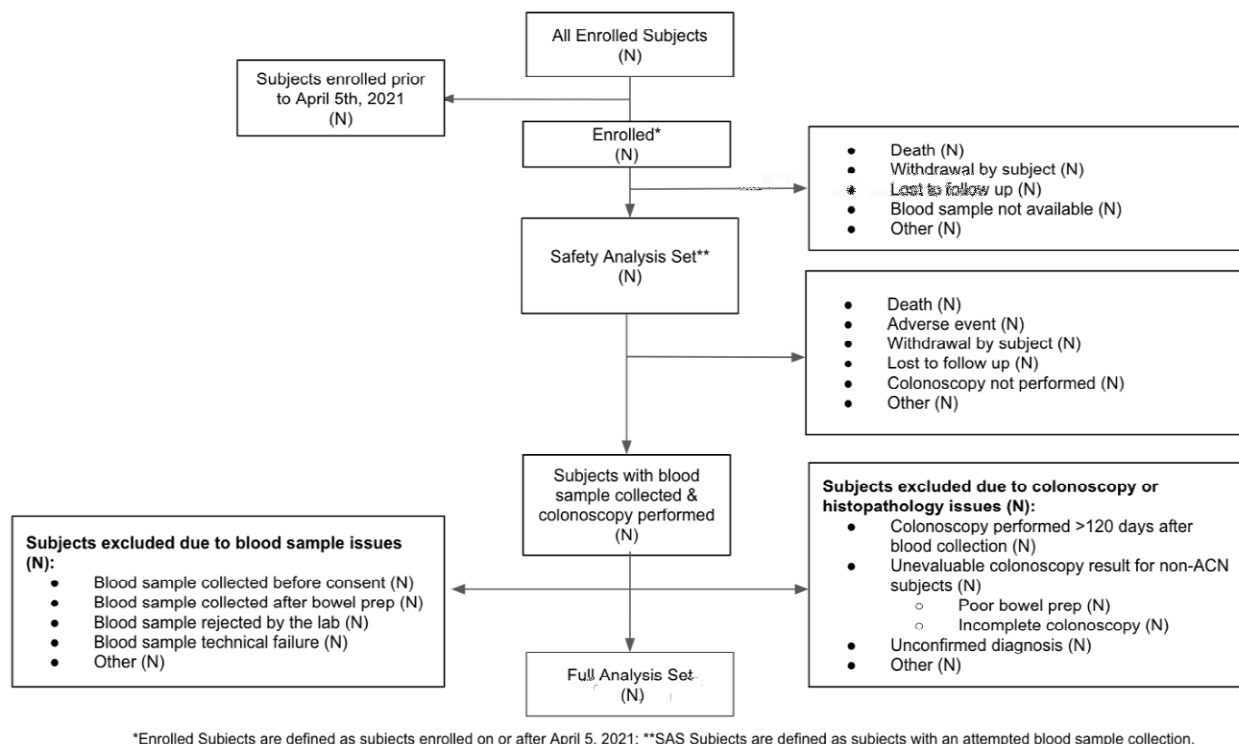 All Enrolled Subjects
(N)
Subjects enrolled prior
to April 5th, 2021
(N)
Enrolled*
(N)
● Death (N)
● Withdrawal by subject (N)
● Lost to follow up (N)
● Blood sample not available (N)
● Other (N)
Safety Analysis Set**
(N)
● Death (N)
● Adverse event (N)
● Withdrawal by subject (N)
● Lost to follow up (N)
● Colonoscopy not performed (N)
● Other (N)
Subjects with blood
sample collected &
colonoscopy performed
(N)
Subjects excluded due to blood sample issues
(N):
● Blood sample collected before consent (N)
● Blood sample collected after bowel prep (N)
● Blood sample rejected by the lab (N)
● Blood sample technical failure (N)
● Other (N)
Subjects excluded due to colonoscopy or
histopathology issues (N):
● Colonoscopy performed >120 days after
blood collection (N)
● Unevaluable colonoscopy result for non-ACN
subjects (N)
○ Poor bowel prep (N)
○ Incomplete colonoscopy (N)
● Unconfirmed diagnosis (N)
● Other (N)
Full Analysis Set
(N)
*Enrolled Subjects are defined as subjects enrolled on or after April 5, 2021; **SAS Subjects are defined as subjects with an attempted blood sample collection.